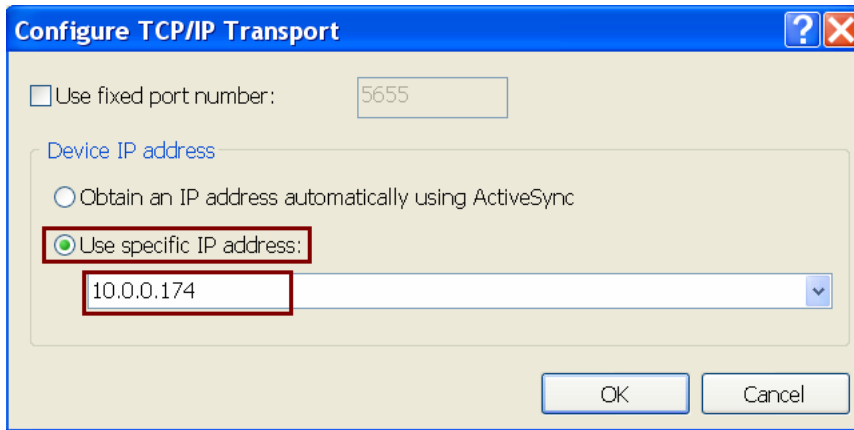 Configure TCP/IP Transport
Use fixed port number: 5655
Device IP address
Obtain an IP address automatically using ActiveSync
Use specific IP address:
10.0.0.174
OK Cancel